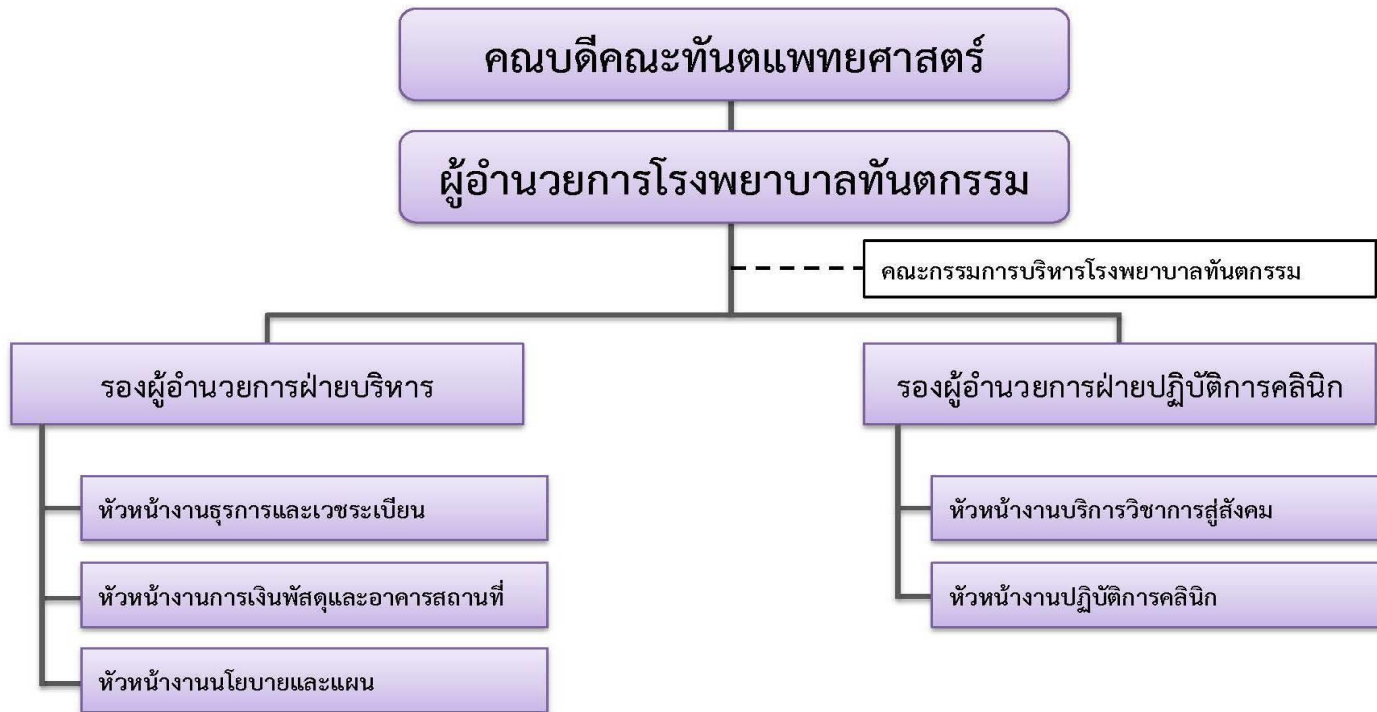 คณบดีคณะทันตแพทยศาสตร์
ผู้อำนวยการโรงพยาบาลทันตกรรม
คณะกรรมการบริหารโรงพยาบาลทันตกรรม
รองผู้อำนวยการฝ่ายบริหาร
หัวหน้างานธุรการและเวชระเบียน
หัวหน้างานการเงินพัสดุและอาคารสถานที่
หัวหน้างานนโยบายและแผน
รองผู้อำนวยการฝ่ายปฏิบัติการคลินิก
หัวหน้างานบริการวิชาการสู่สังคม
หัวหน้างานปฏิบัติการคลินิก